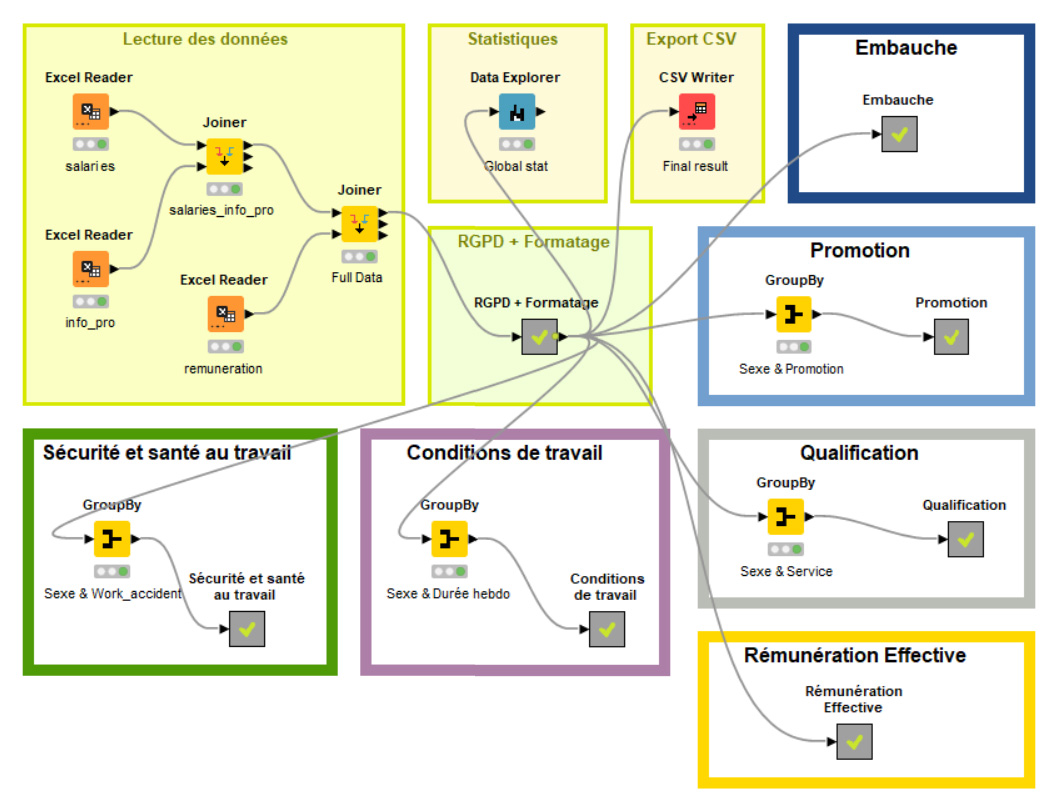 Lecture des données
Excel Reader
salaries
Joiner
salaries_info_pro
Excel Reader
info_pro
Joiner
Full Data
Excel Reader
remuneration
Statistiques
Data Explorer
Global stat
Export CSV
CSV Writer
Final result
Embauche
Embauche
RGPD + Formatage
RGPD + Formatage
Promotion
GroupBy
Sexe & Promotion
Promotion
Sécurité et santé au travail
GroupBy
Sexe & Work_accident
Sécurité et santé
au travail
Conditions de travail
GroupBy
Sexe & Durée hebdo
Conditions
de travail
Qualification
GroupBy
Sexe & Service
Qualification
Rémunération Effective
Rémunération
Effective